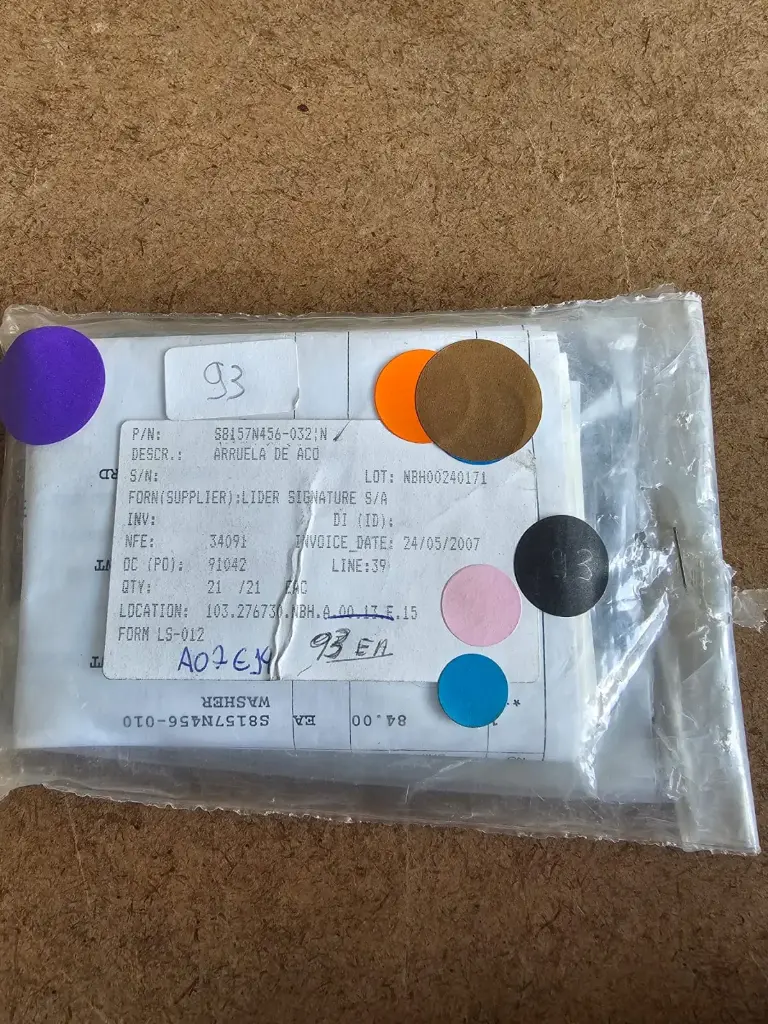 93
P/N: S8157N456-032¦N
DESCR.: ARRUELA DE ACO
S/N: LOT: NBH00240171
FORN(SUPPLIER):LIDER SIGNATURE S/A
INV: DI (ID):
NFE: 34091 INVOICE_DATE: 24/05/2007
OC (PO): 91042 LINE:39
QTY: 21 /21 EAC
LOCATION: 103.276730.NBH.A.00.13.E.15
FORM LS-012
93 EA
A07E
93
WASHER
S8157N456-010 EA 84.00